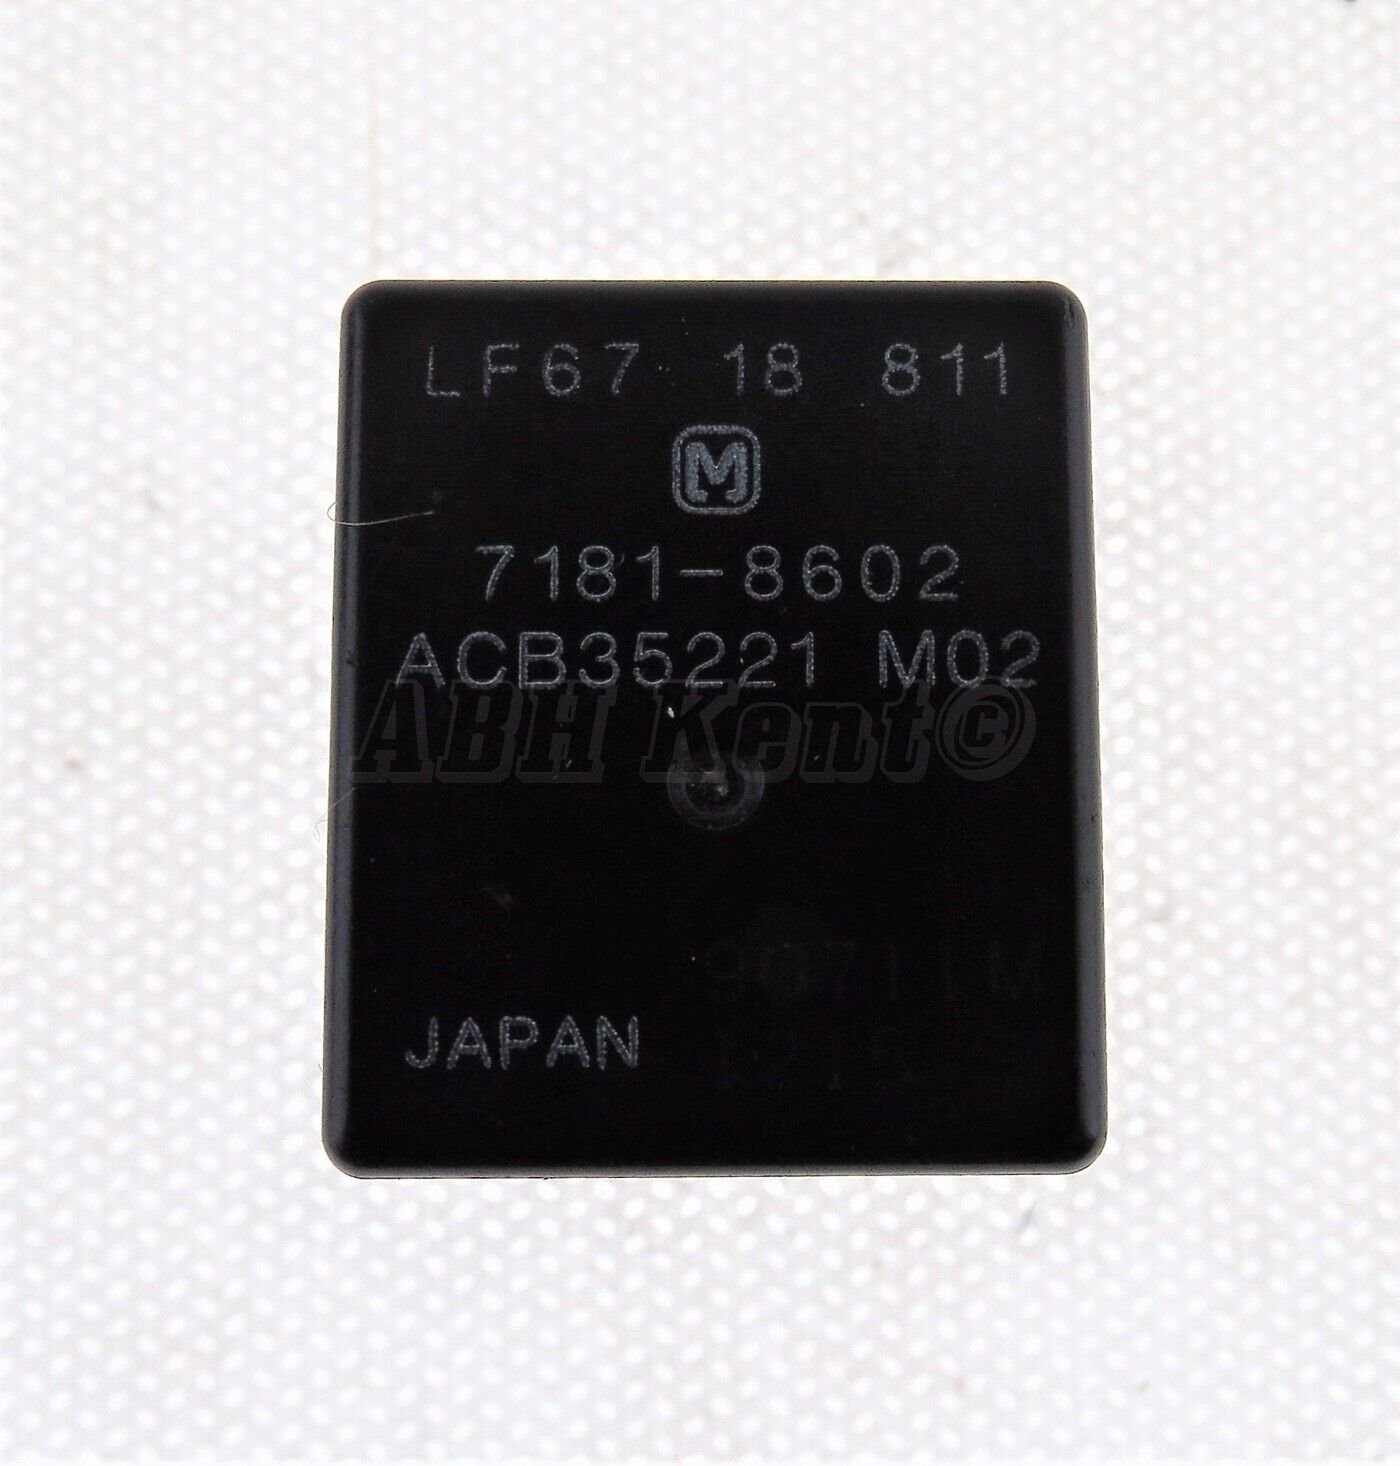 LF67 18 811
M
7181-8602
ACB35221 M02
ABH Kent©
JAPAN